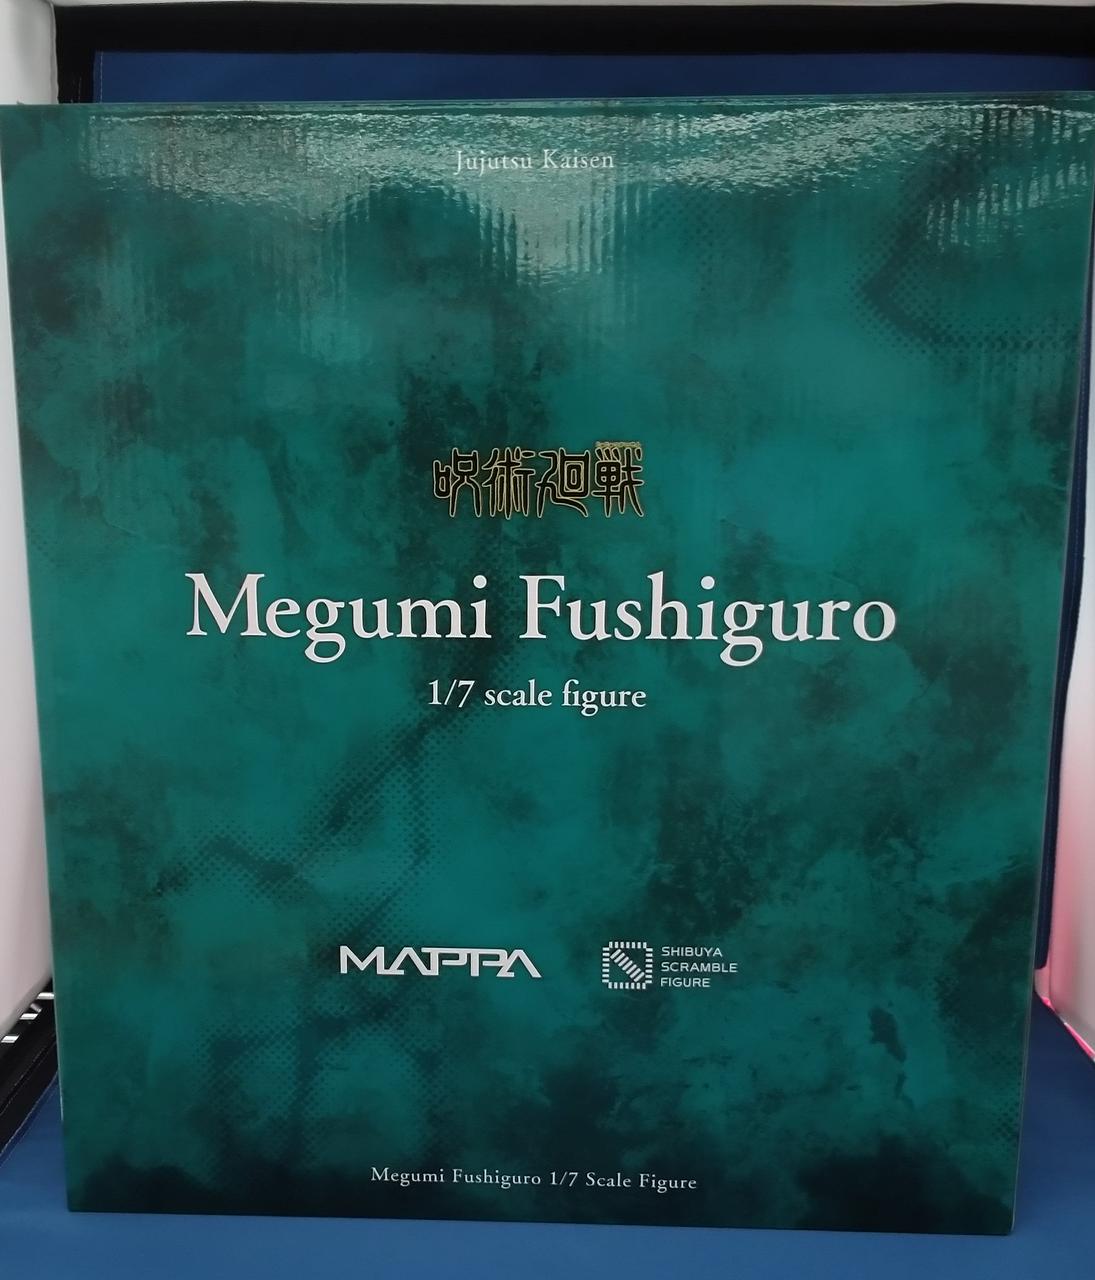 Jujutsu Kaisen
呪術廻戦
Megumi Fushiguro
1/7 scale figure
MAPPA
SHIBUYA
SCRAMBLE
FIGURE
Megumi Fushiguro 1/7 Scale Figure